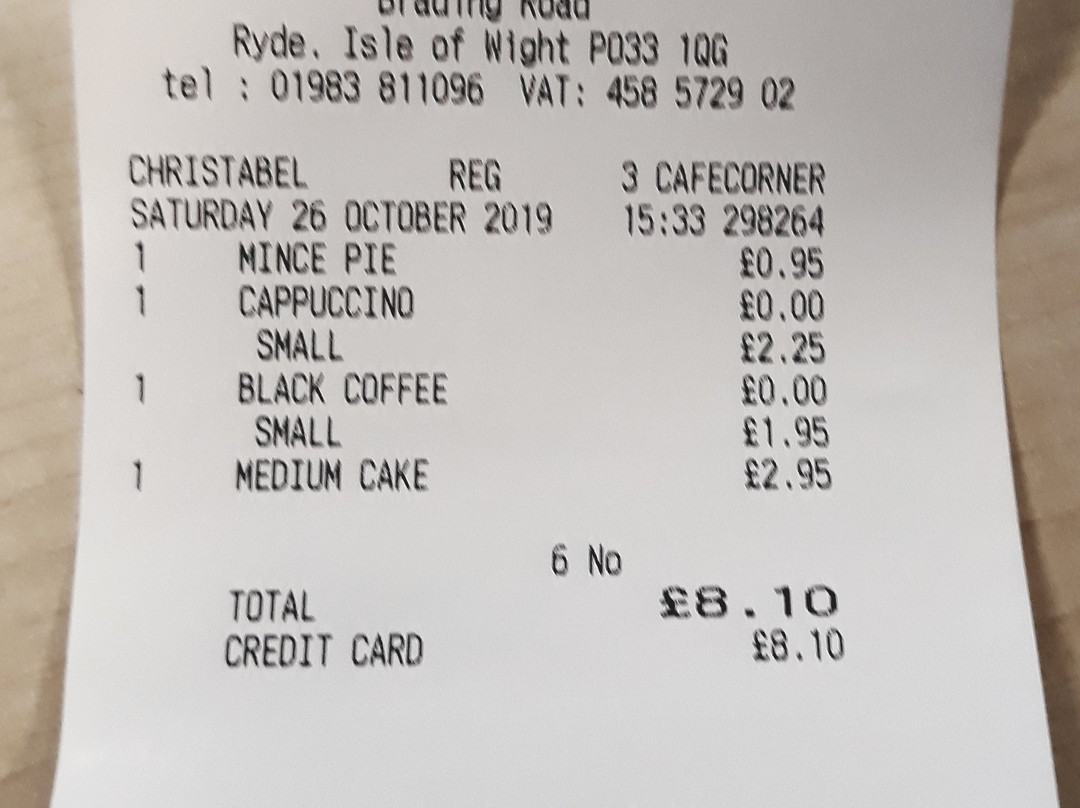 Brading Road
Ryde. Isle of Wight PO33 1QG
tel : 01983 811096 VAT: 458 5729 02
CHRISTABEL REG 3 CAFECORNER
SATURDAY 26 OCTOBER 2019 15:33 298264
1 MINCE PIE £0.95
1 CAPPUCCINO £0.00
SMALL £2.25
1 BLACK COFFEE £0.00
SMALL £1.95
1 MEDIUM CAKE £2.95
6 No
TOTAL £8.10
CREDIT CARD £8.10